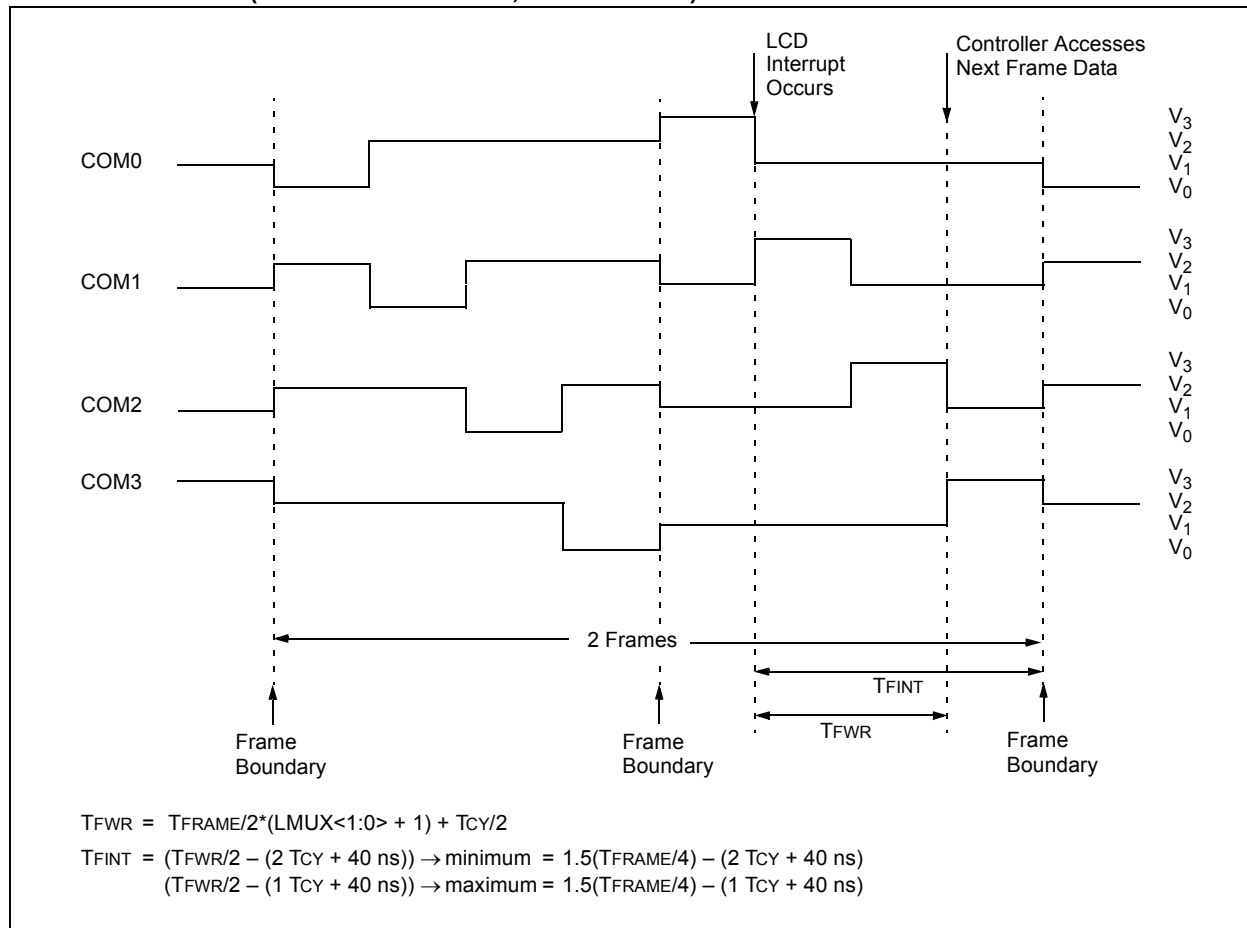 LCD
Interrupt
Occurs
Controller Accesses
Next Frame Data
COM0
V3
V2
V1
V0
COM1
V3
V2
V1
V0
COM2
V3
V2
V1
V0
COM3
V3
V2
V1
V0
2 Frames
TFINT
TFWR
Frame
Boundary
Frame
Boundary
Frame
Boundary
TFWR = TFRAME/2*(LMUX<1:0> + 1) + TCY/2
TFINT = (TFWR/2 – (2 TCY + 40 ns)) → minimum = 1.5(TFRAME/4) – (2 TCY + 40 ns)
(TFWR/2 – (1 TCY + 40 ns)) → maximum = 1.5(TFRAME/4) – (1 TCY + 40 ns)